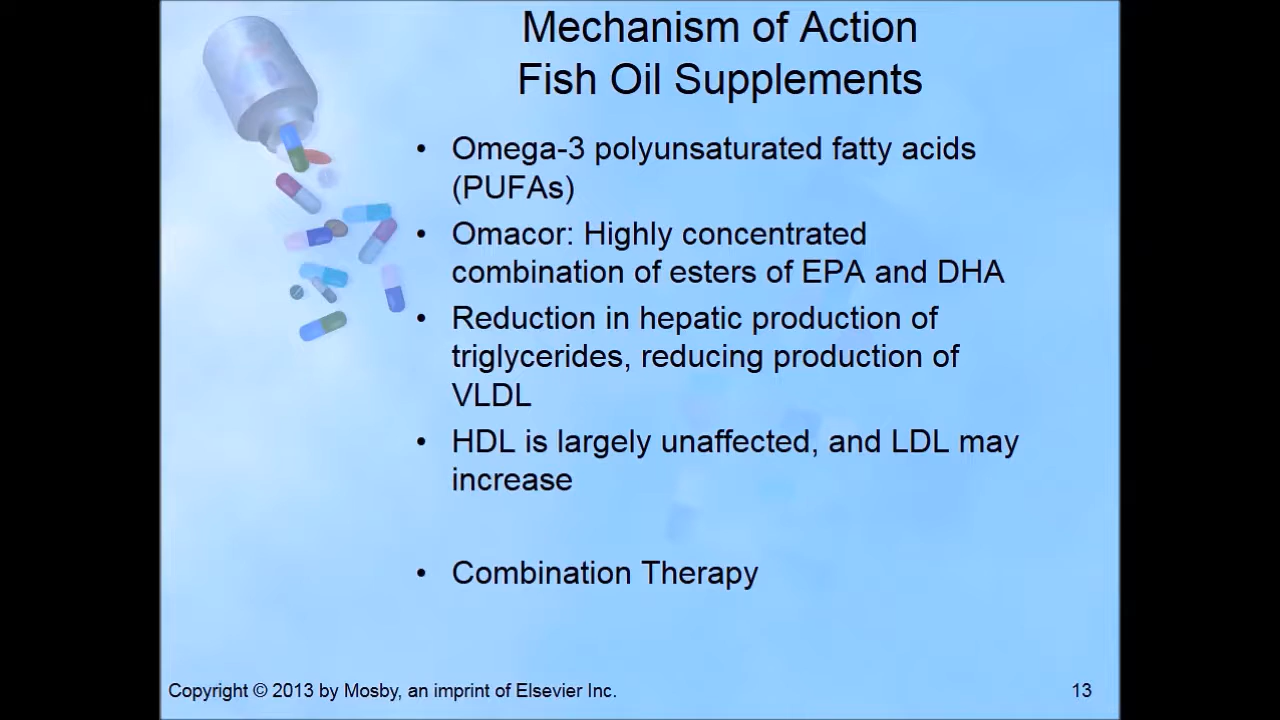 Mechanism of Action
Fish Oil Supplements
• Omega-3 polyunsaturated fatty acids
(PUFAs)
• Omacor: Highly concentrated
combination of esters of EPA and DHA
• Reduction in hepatic production of
triglycerides, reducing production of
VLDL
• HDL is largely unaffected, and LDL may
increase
• Combination Therapy
Copyright © 2013 by Mosby, an imprint of Elsevier Inc.
13